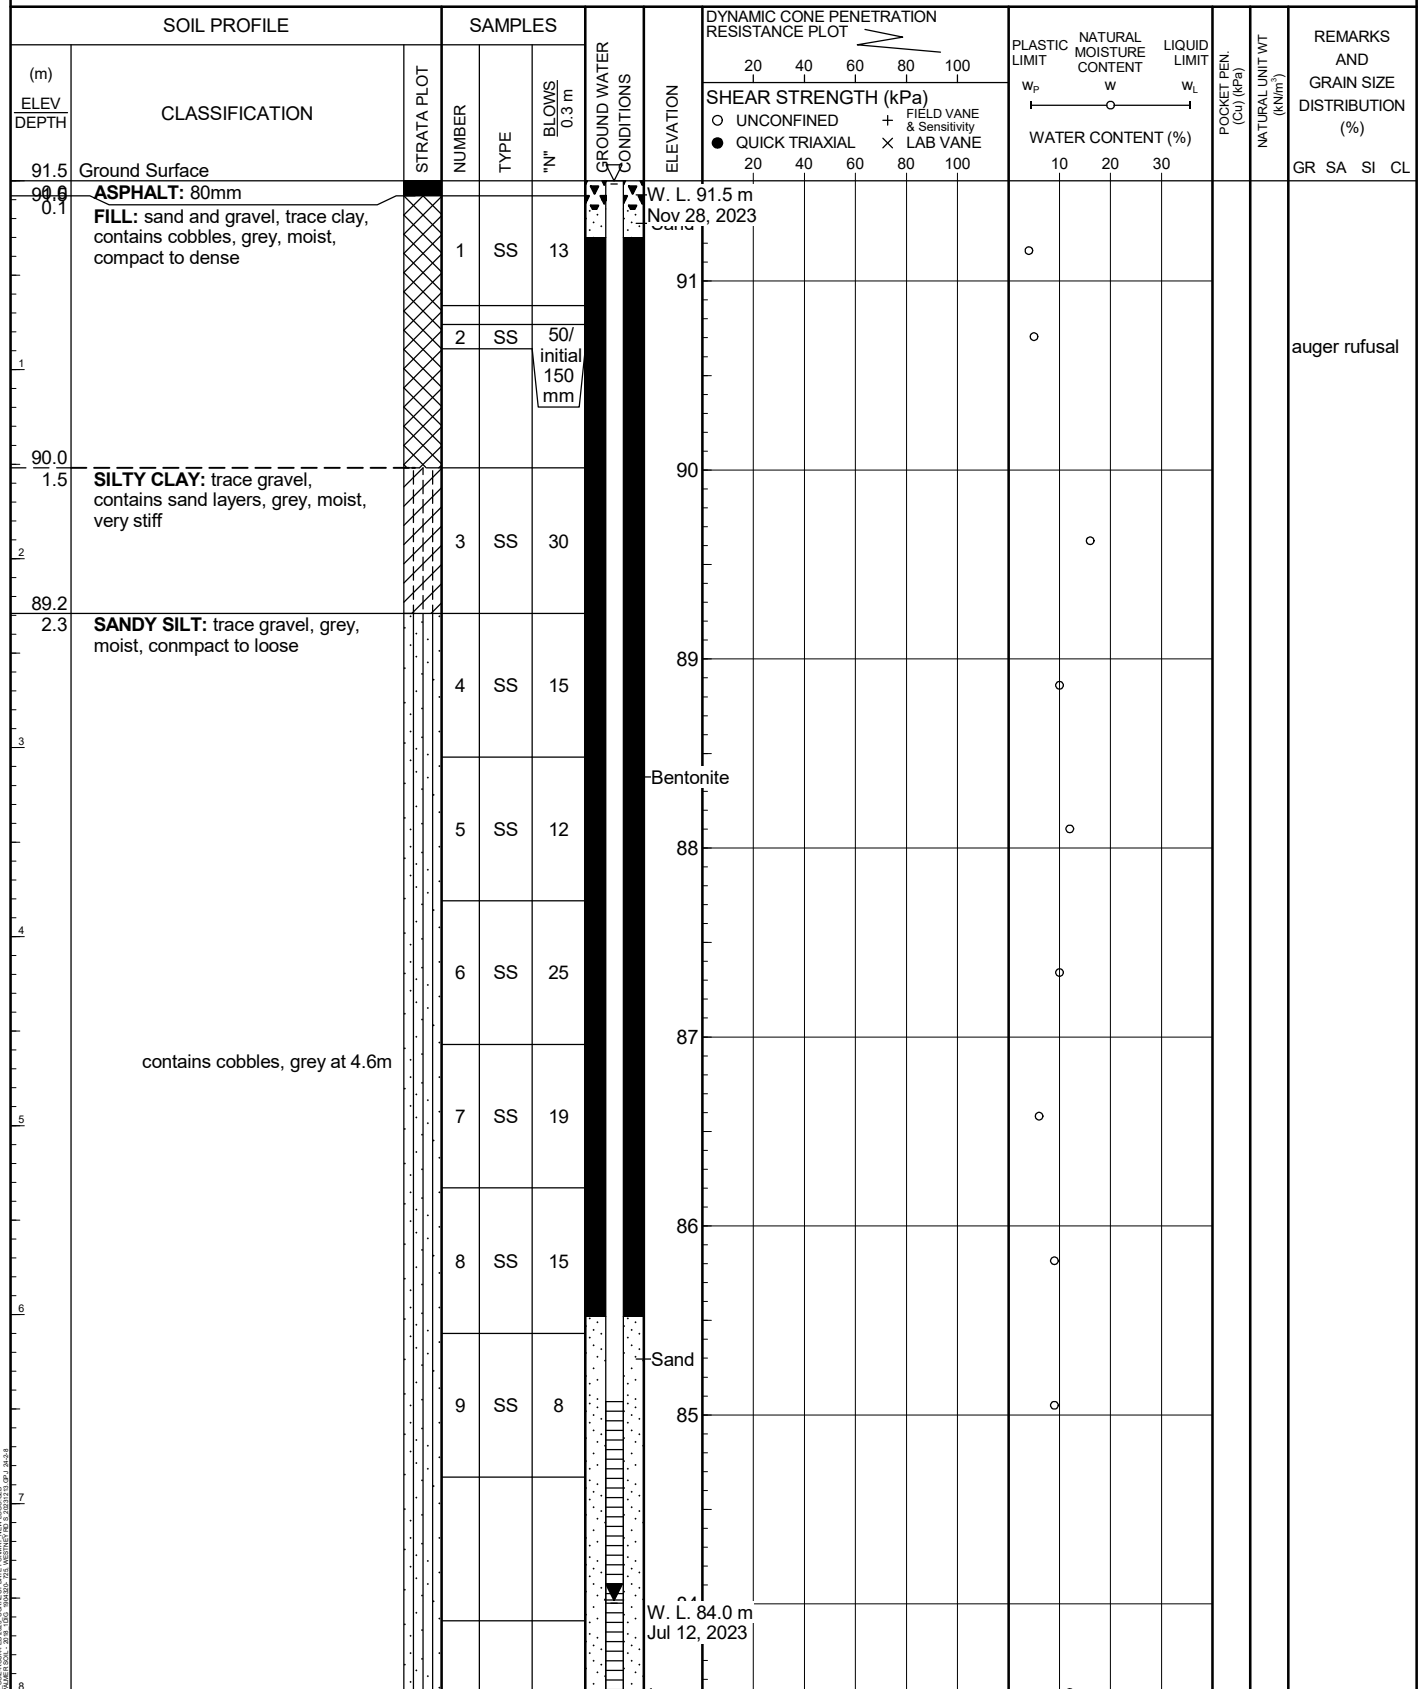 SOIL PROFILE
SAMPLES
GROUND WATER
CONDITIONS
ELEVATION
DYNAMIC CONE PENETRATION
RESISTANCE PLOT
20 40 60 80 100
SHEAR STRENGTH (kPa)
O UNCONFINED
+ FIELD VANE
& Sensitivity
● QUICK TRIAXIAL
× LAB VANE
20 40 60 80 100
PLASTIC
LIMIT
NATURAL
MOISTURE
CONTENT
LIQUID
LIMIT
WP w WL
WATER CONTENT (%)
10 20 30
POCKET PEN.
(Cu) (kPa)
NATURAL UNIT WT
(kN/m³)
REMARKS
AND
GRAIN SIZE
DISTRIBUTION
(%)
GR SA SI CL
(m)
ELEV
DEPTH
CLASSIFICATION
STRATA PLOT
NUMBER
TYPE
"N" BLOWS
0.3 m
91.5 Ground Surface
ASPHALT: 80mm
0.1
FILL: sand and gravel, trace clay,
contains cobbles, grey, moist,
compact to dense
W. L. 91.5 m
Nov 28, 2023
Sand
1 SS 13
91
2 SS 50/
initial
150
mm
auger rufusal
1
90.0
90
1.5 SILTY CLAY: trace gravel,
contains sand layers, grey, moist,
very stiff
3 SS 30
2
89.2
2.3 SANDY SILT: trace gravel, grey,
moist, conmpact to loose
89
4 SS 15
3
Bentonite
5 SS 12
88
4
6 SS 25
87
contains cobbles, grey at 4.6m
7 SS 19
5
86
8 SS 15
6
Sand
9 SS 8
85
7
W. L. 84.0 m
Jul 12, 2023
8